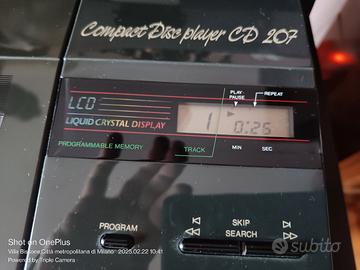 Compact Disc player CD 207
PLAY
PAUSE
REPEAT
LCD
LIQUID CRYSTAL DISPLAY
1 0:26
PROGRAMMABLE MEMORY
TRACK
MIN
SEC
PROGRAM
SKIP
SEARCH
Shot on OnePlus
Villa Biscone Città metropolitana di Milano 2025.02.22 10:41
Powered by Triple Camera
subito